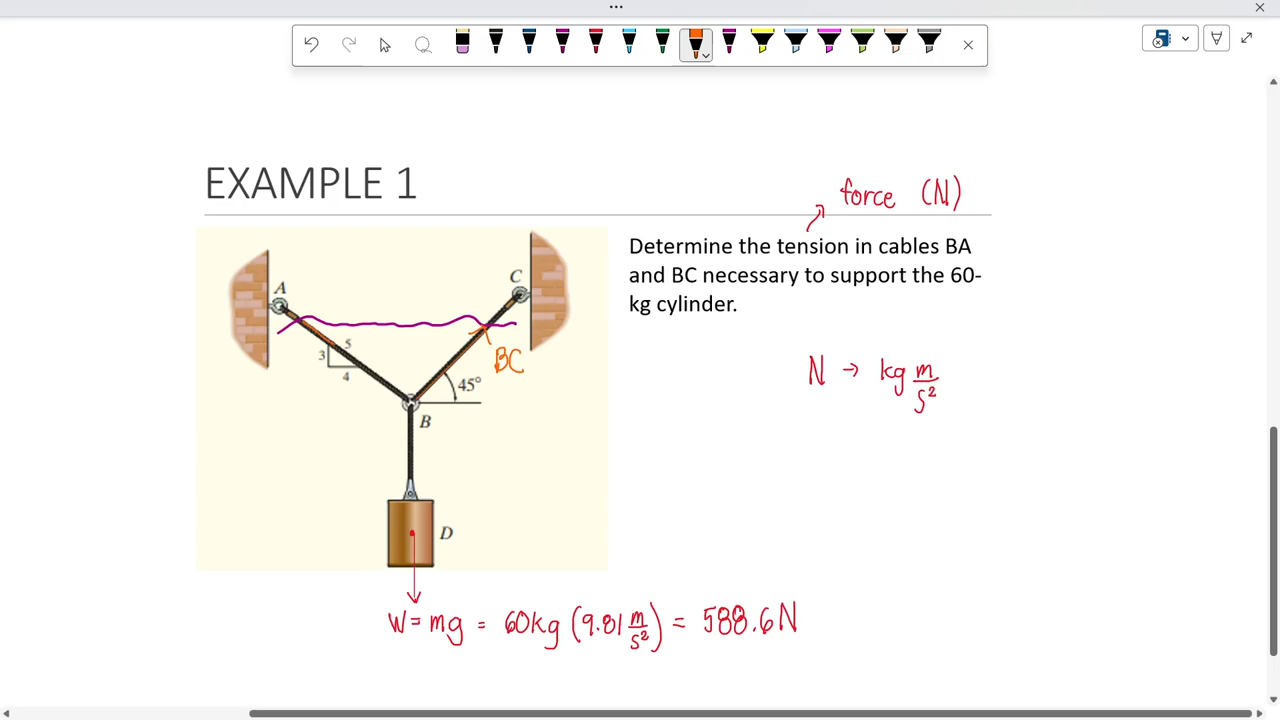 EXAMPLE 1
force (N)
Determine the tension in cables BA
and BC necessary to support the 60-
kg cylinder.
A
C
5
3
4
BC
45°
B
N → kg m/s²
D
W = mg = 60kg (9.81 m/s²) = 588.6 N